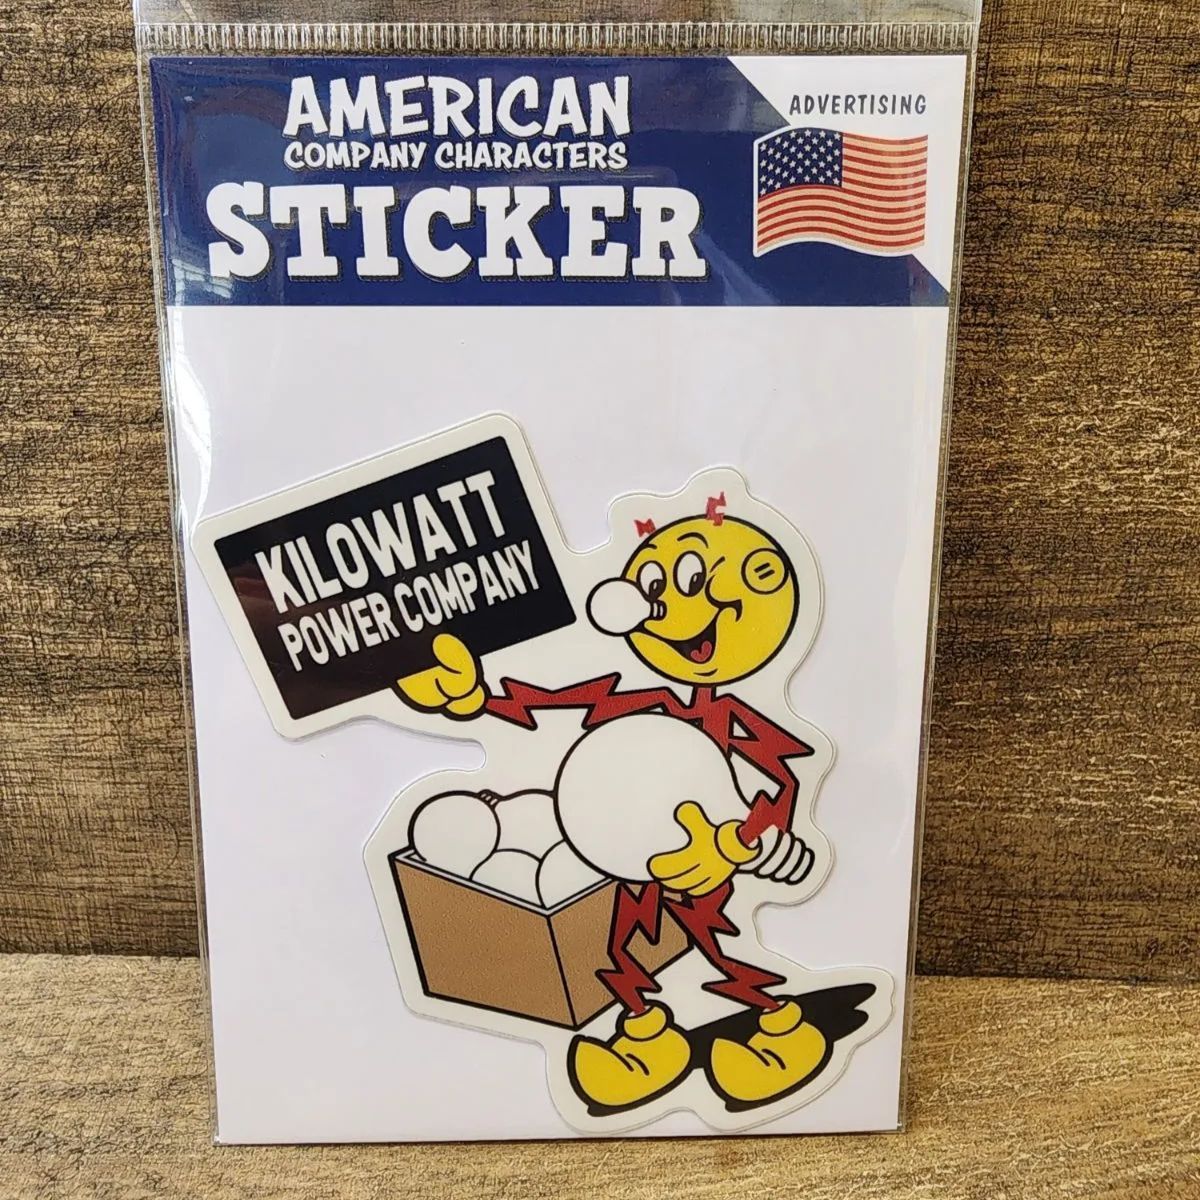 AMERICAN
COMPANY CHARACTERS
STICKER
ADVERTISING
KILOWATT
POWER COMPANY